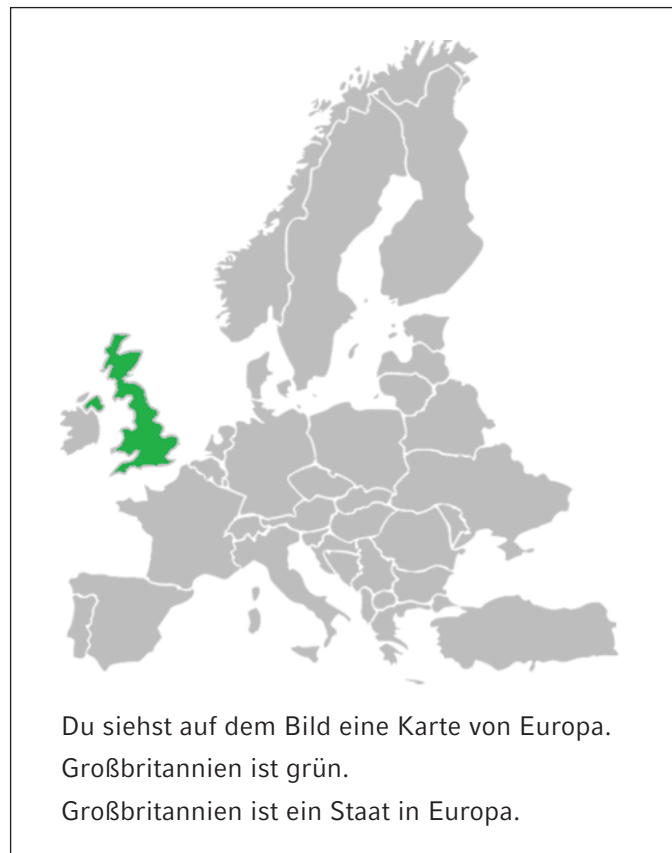 Du siehst auf dem Bild eine Karte von Europa.
Großbritannien ist grün.
Großbritannien ist ein Staat in Europa.